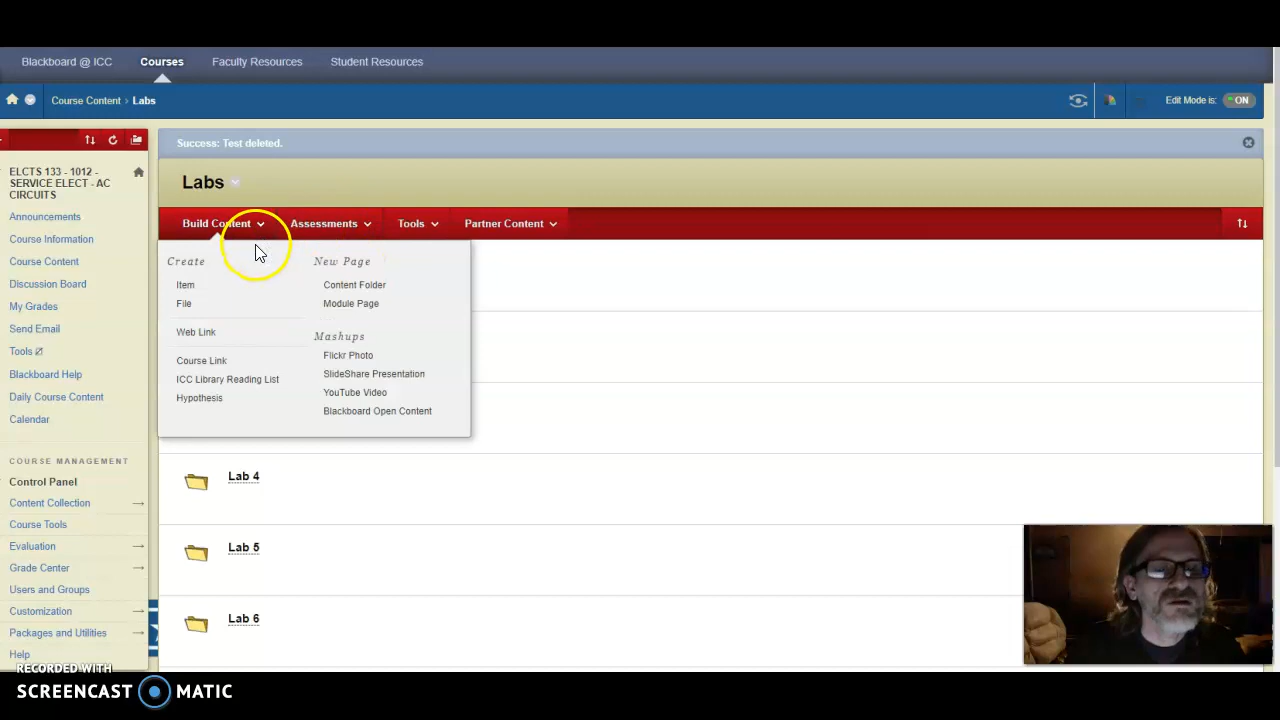 Blackboard @ ICC
Courses
Faculty Resources
Student Resources
Course Content
Labs
Edit Mode is:
ON
Success: Test deleted.
ELCTS 133 - 1012 -
SERVICE ELECT - AC
CIRCUITS
Announcements
Course Information
Course Content
Discussion Board
My Grades
Send Email
Tools
Blackboard Help
Daily Course Content
Calendar
COURSE MANAGEMENT
Control Panel
Content Collection
Course Tools
Evaluation
Grade Center
Users and Groups
Customization
Packages and Utilities
Help
Labs
Build Content
Assessments
Tools
Partner Content
Create
Item
File
Web Link
Course Link
ICC Library Reading List
Hypothesis
New Page
Content Folder
Module Page
Mashups
Flickr Photo
SlideShare Presentation
YouTube Video
Blackboard Open Content
Lab 4
Lab 5
Lab 6
RECORDED WITH
SCREENCAST MATIC